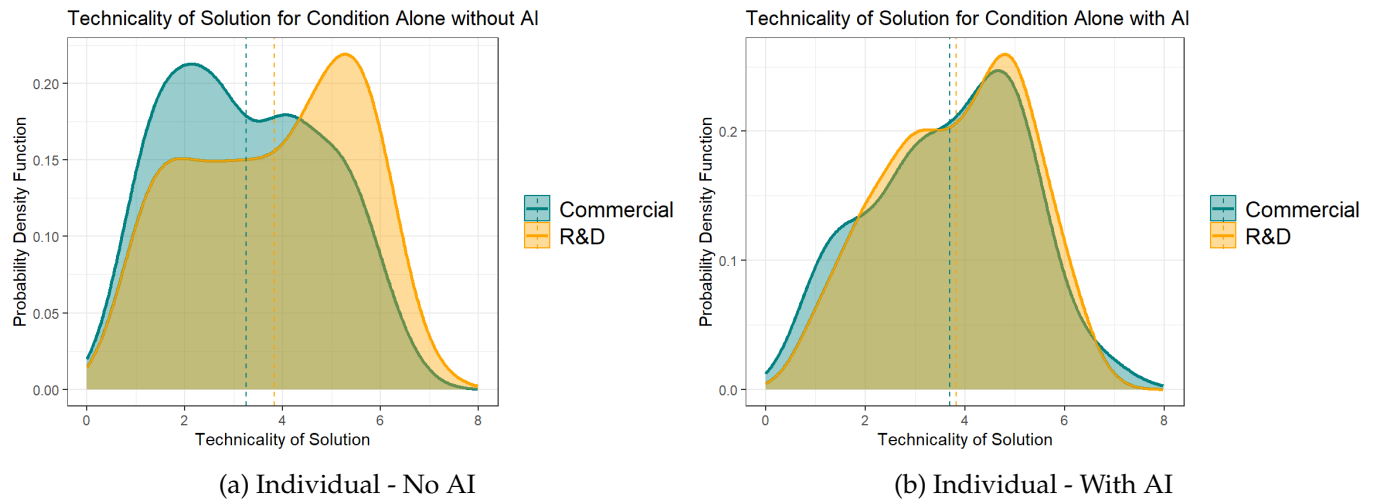 Technicality of Solution for Condition Alone without AI
Probability Density Function
0.20
0.15
0.10
0.05
0.00
0 2 4 6 8
Technicality of Solution
Commercial
R&D
(a) Individual - No AI
Technicality of Solution for Condition Alone with AI
Probability Density Function
0.2
0.1
0.0
0 2 4 6 8
Technicality of Solution
Commercial
R&D
(b) Individual - With AI